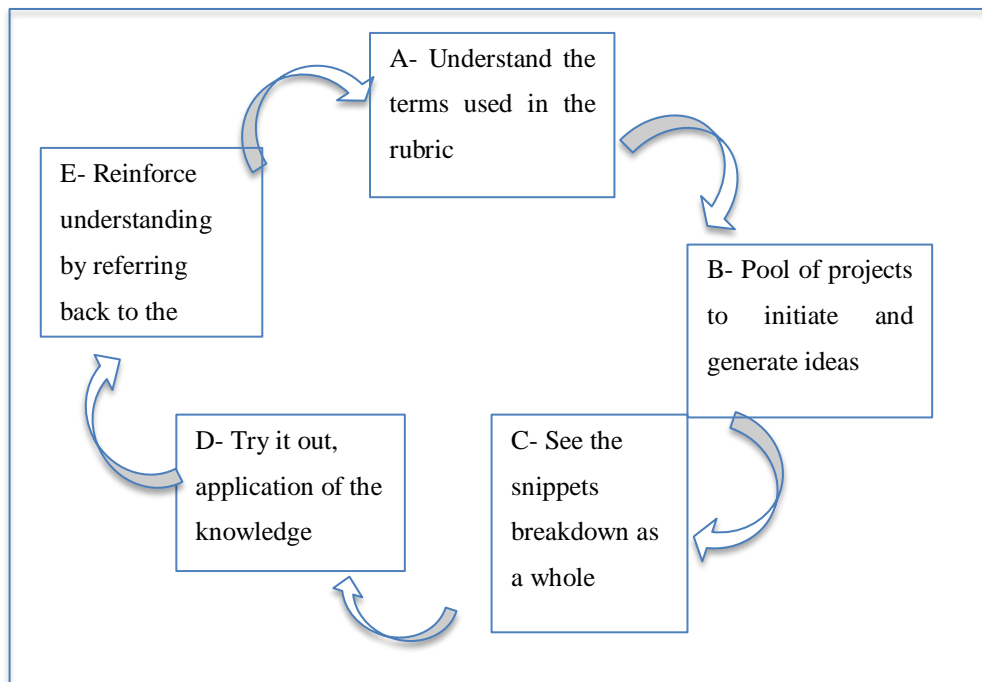 A- Understand the
terms used in the
rubric
B- Pool of projects
to initiate and
generate ideas
C- See the
snippets
breakdown as
a whole
D- Try it out,
application of the
knowledge
E- Reinforce
understanding
by referring
back to the